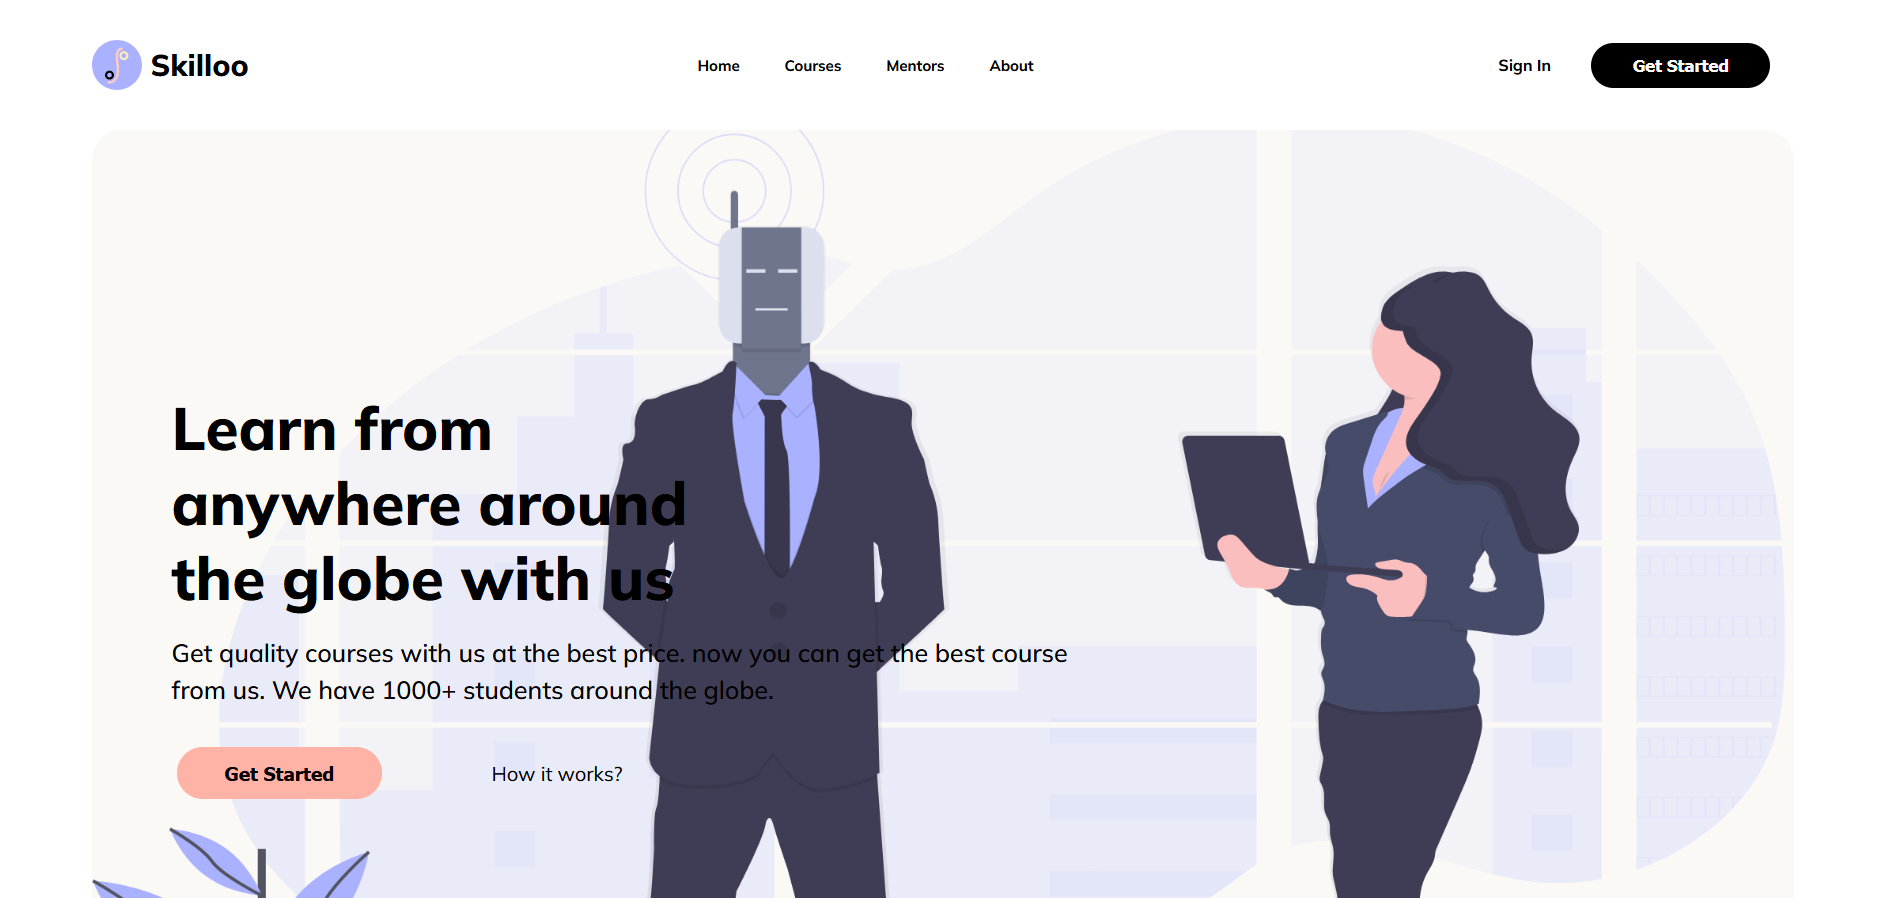 Skilloo
Home Courses Mentors About
Sign In Get Started
Learn from
anywhere around
the globe with us
Get quality courses with us at the best price. now you can get the best course
from us. We have 1000+ students around the globe.
Get Started How it works?